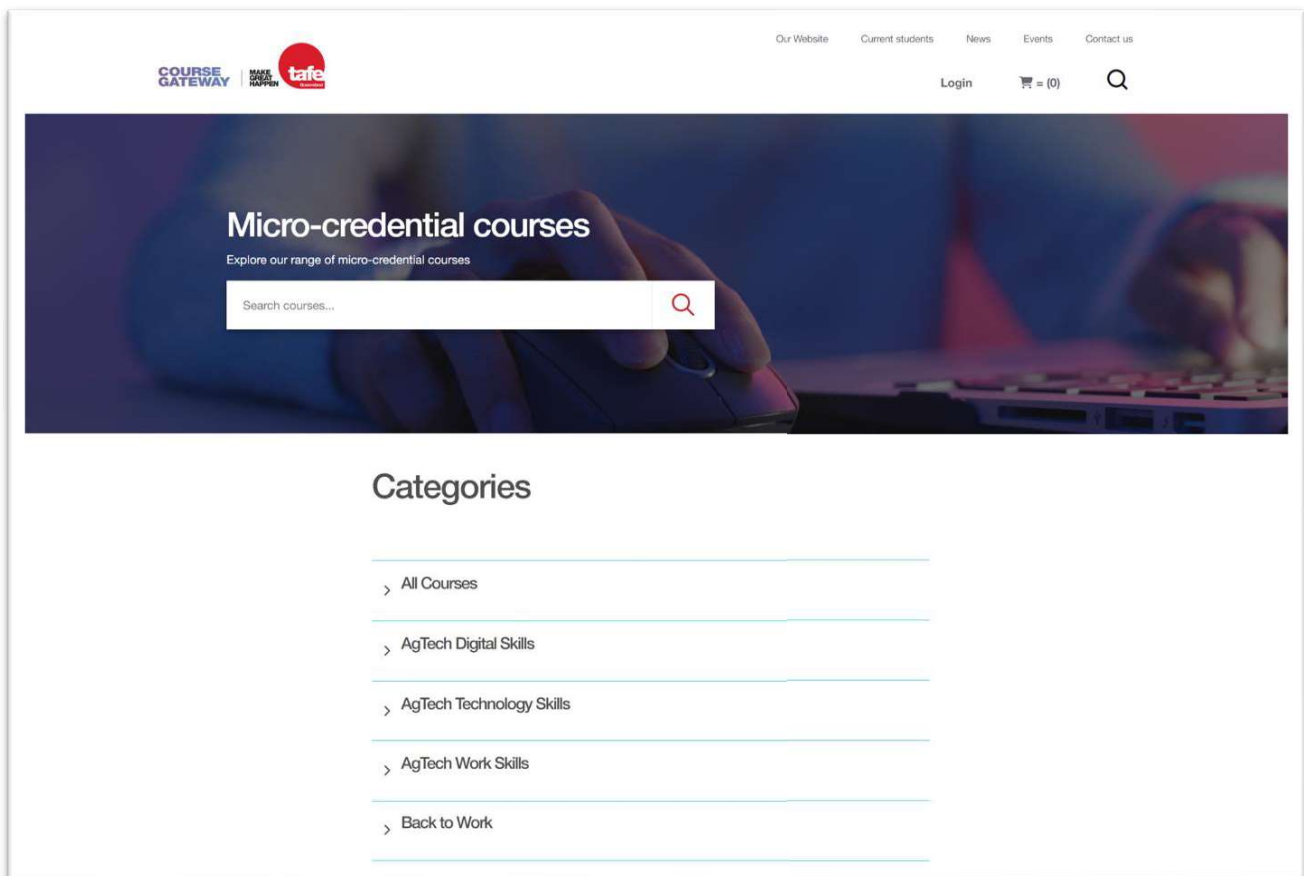 Our Website Current students News Events Contact us
COURSE
GATEWAY
MAKE
GREAT
HAPPEN
tafe
Queensland
Login = (0)
Micro-credential courses
Explore our range of micro-credential courses
Search courses...
Categories
All Courses
AgTech Digital Skills
AgTech Technology Skills
AgTech Work Skills
Back to Work